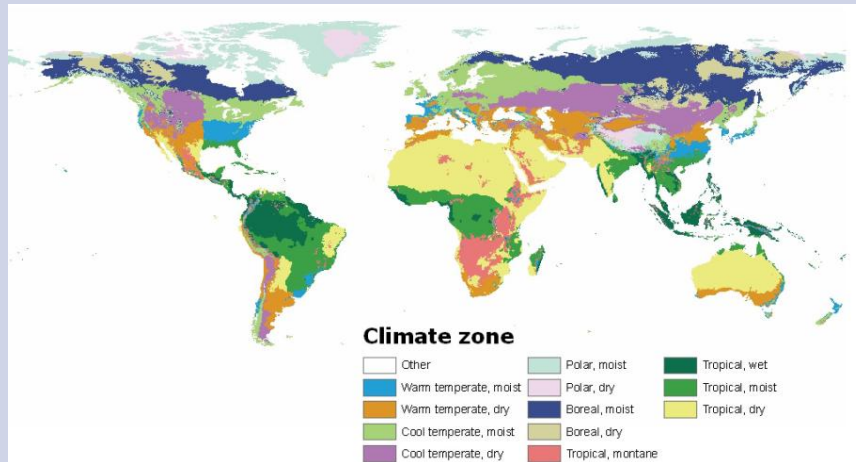 Climate zone
Other
Warm temperate, moist
Warm temperate, dry
Cool temperate, moist
Cool temperate, dry
Polar, moist
Polar, dry
Boreal, moist
Boreal, dry
Tropical, montane
Tropical, wet
Tropical, moist
Tropical, dry